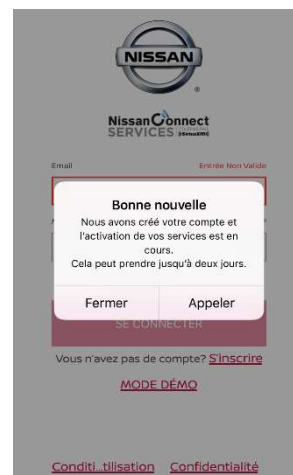 NISSAN
NissanConnect
SERVICES
SiriusXM
Email
Entrée Non Valide
Bonne nouvelle
Nous avons créé votre compte et
l'activation de vos services est en
cours.
Cela peut prendre jusqu'à deux jours.
Fermer Appeler
SE CONNECTER
Vous n'avez pas de compte? S'inscrire
MODE DÉMO
Conditi...tilisation Confidentialité